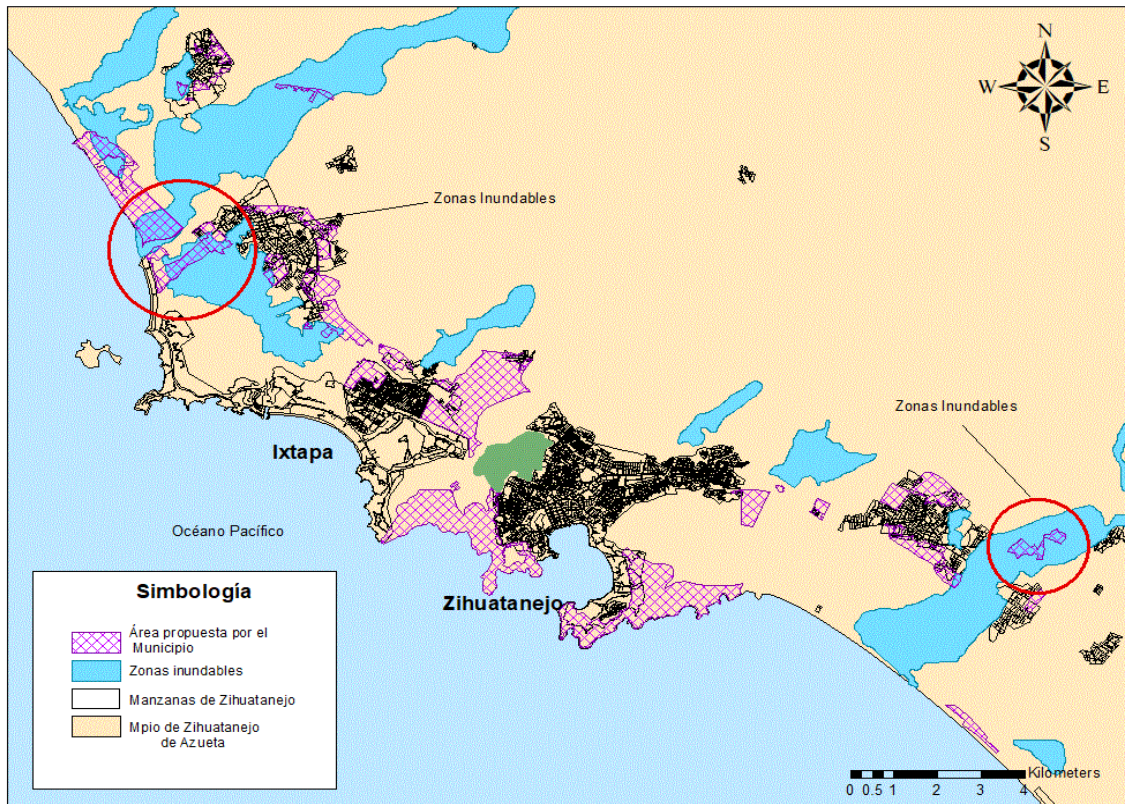 N
W
E
S
Zonas Inundables
Zonas Inundables
Ixtapa
Océano Pacífico
Zihuatanejo
Simbología
Área propuesta por el
Municipio
Zonas inundables
Manzanas de Zihuatanejo
Mpio de Zihuatanejo
de Azueta
Kilometers
0 0.5 1 2 3 4